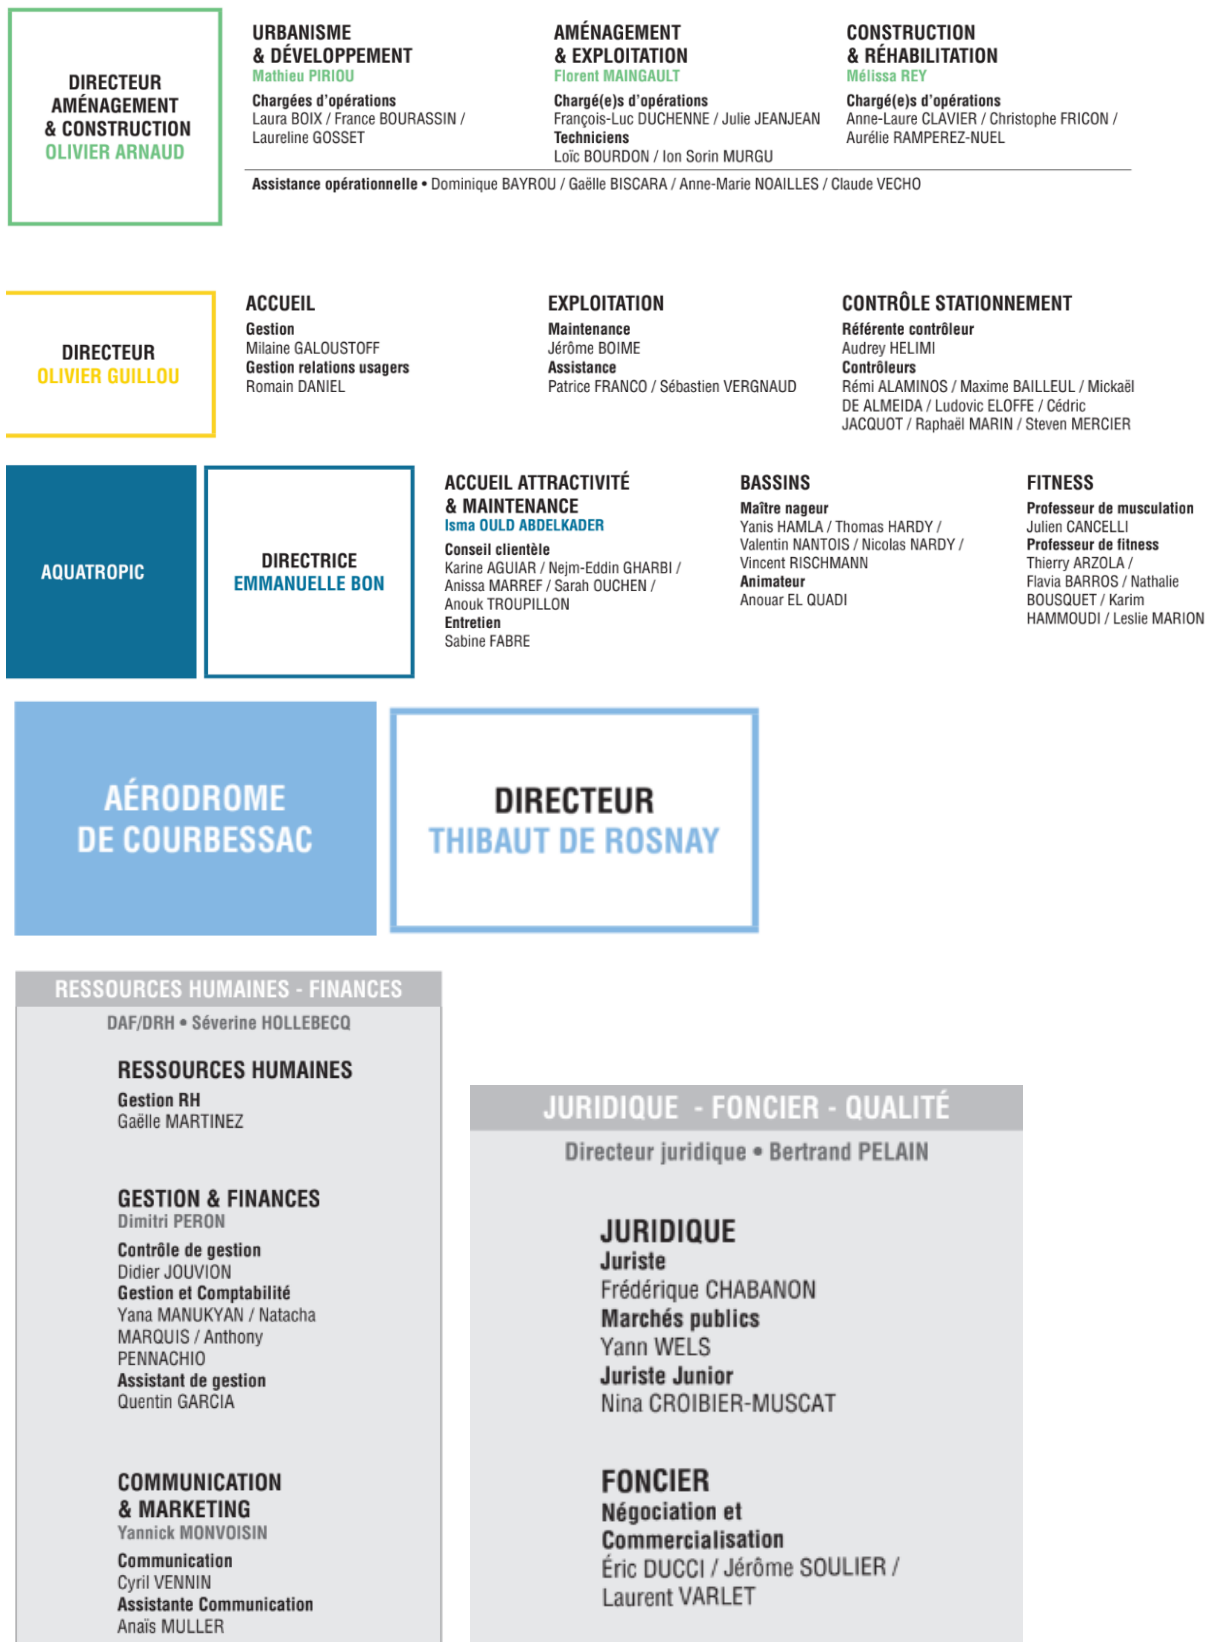 DIRECTEUR
AMÉNAGEMENT
& CONSTRUCTION
OLIVIER ARNAUD
URBANISME
& DÉVELOPPEMENT
Mathieu PIRIOU
Chargées d'opérations
Laura BOIX / France BOURASSIN /
Laureline GOSSET
AMÉNAGEMENT
& EXPLOITATION
Florent MAINGAULT
Chargé(e)s d'opérations
François-Luc DUCHENNE / Julie JEANJEAN
Techniciens
Loïc BOURDON / Ion Sorin MURGU
CONSTRUCTION
& RÉHABILITATION
Mélissa REY
Chargé(e)s d'opérations
Anne-Laure CLAVIER / Christophe FRICON /
Aurélie RAMPEREZ-NUEL
Assistance opérationnelle • Dominique BAYROU / Gaëlle BISCARA / Anne-Marie NOAILLES / Claude VECHO
DIRECTEUR
OLIVIER GUILLOU
ACCUEIL
Gestion
Milaine GALOUSTOFF
Gestion relations usagers
Romain DANIEL
EXPLOITATION
Maintenance
Jérôme BOIME
Assistance
Patrice FRANCO / Sébastien VERGNAUD
CONTRÔLE STATIONNEMENT
Référente contrôleur
Audrey HELIMI
Contrôleurs
Rémi ALAMINOS / Maxime BAILLEUL / Mickaël
DE ALMEIDA / Ludovic ELOFFE / Cédric
JACQUOT / Raphaël MARIN / Steven MERCIER
AQUATROPIC
DIRECTRICE
EMMANUELLE BON
ACCUEIL ATTRACTIVITÉ
& MAINTENANCE
Isma OULD ABDELKADER
Conseil clientèle
Karine AGUIAR / Nejm-Eddin GHARBI /
Anissa MARREF / Sarah OUCHEN /
Anouk TROUPILLON
Entretien
Sabine FABRE
BASSINS
Maître nageur
Yanis HAMLA / Thomas HARDY /
Valentin NANTOIS / Nicolas NARDY /
Vincent RISCHMANN
Animateur
Anouar EL QUADI
FITNESS
Professeur de musculation
Julien CANCELLI
Professeur de fitness
Thierry ARZOLA /
Flavia BARROS / Nathalie
BOUSQUET / Karim
HAMMOUDI / Leslie MARION
AÉRODROME
DE COURBESSAC
DIRECTEUR
THIBAUT DE ROSNAY
RESSOURCES HUMAINES - FINANCES
DAF/DRH • Séverine HOLLEBECQ
RESSOURCES HUMAINES
Gestion RH
Gaëlle MARTINEZ
GESTION & FINANCES
Dimitri PERON
Contrôle de gestion
Didier JOUVION
Gestion et Comptabilité
Yana MANUKYAN / Natacha
MARQUIS / Anthony
PENNACHIO
Assistant de gestion
Quentin GARCIA
COMMUNICATION
& MARKETING
Yannick MONVOISIN
Communication
Cyril VENNIN
Assistante Communication
Anaïs MULLER
JURIDIQUE - FONCIER - QUALITÉ
Directeur juridique • Bertrand PELAIN
JURIDIQUE
Juriste
Frédérique CHABANON
Marchés publics
Yann WELS
Juriste Junior
Nina CROIBIER-MUSCAT
FONCIER
Négociation et
Commercialisation
Éric DUCCI / Jérôme SOULIER /
Laurent VARLET